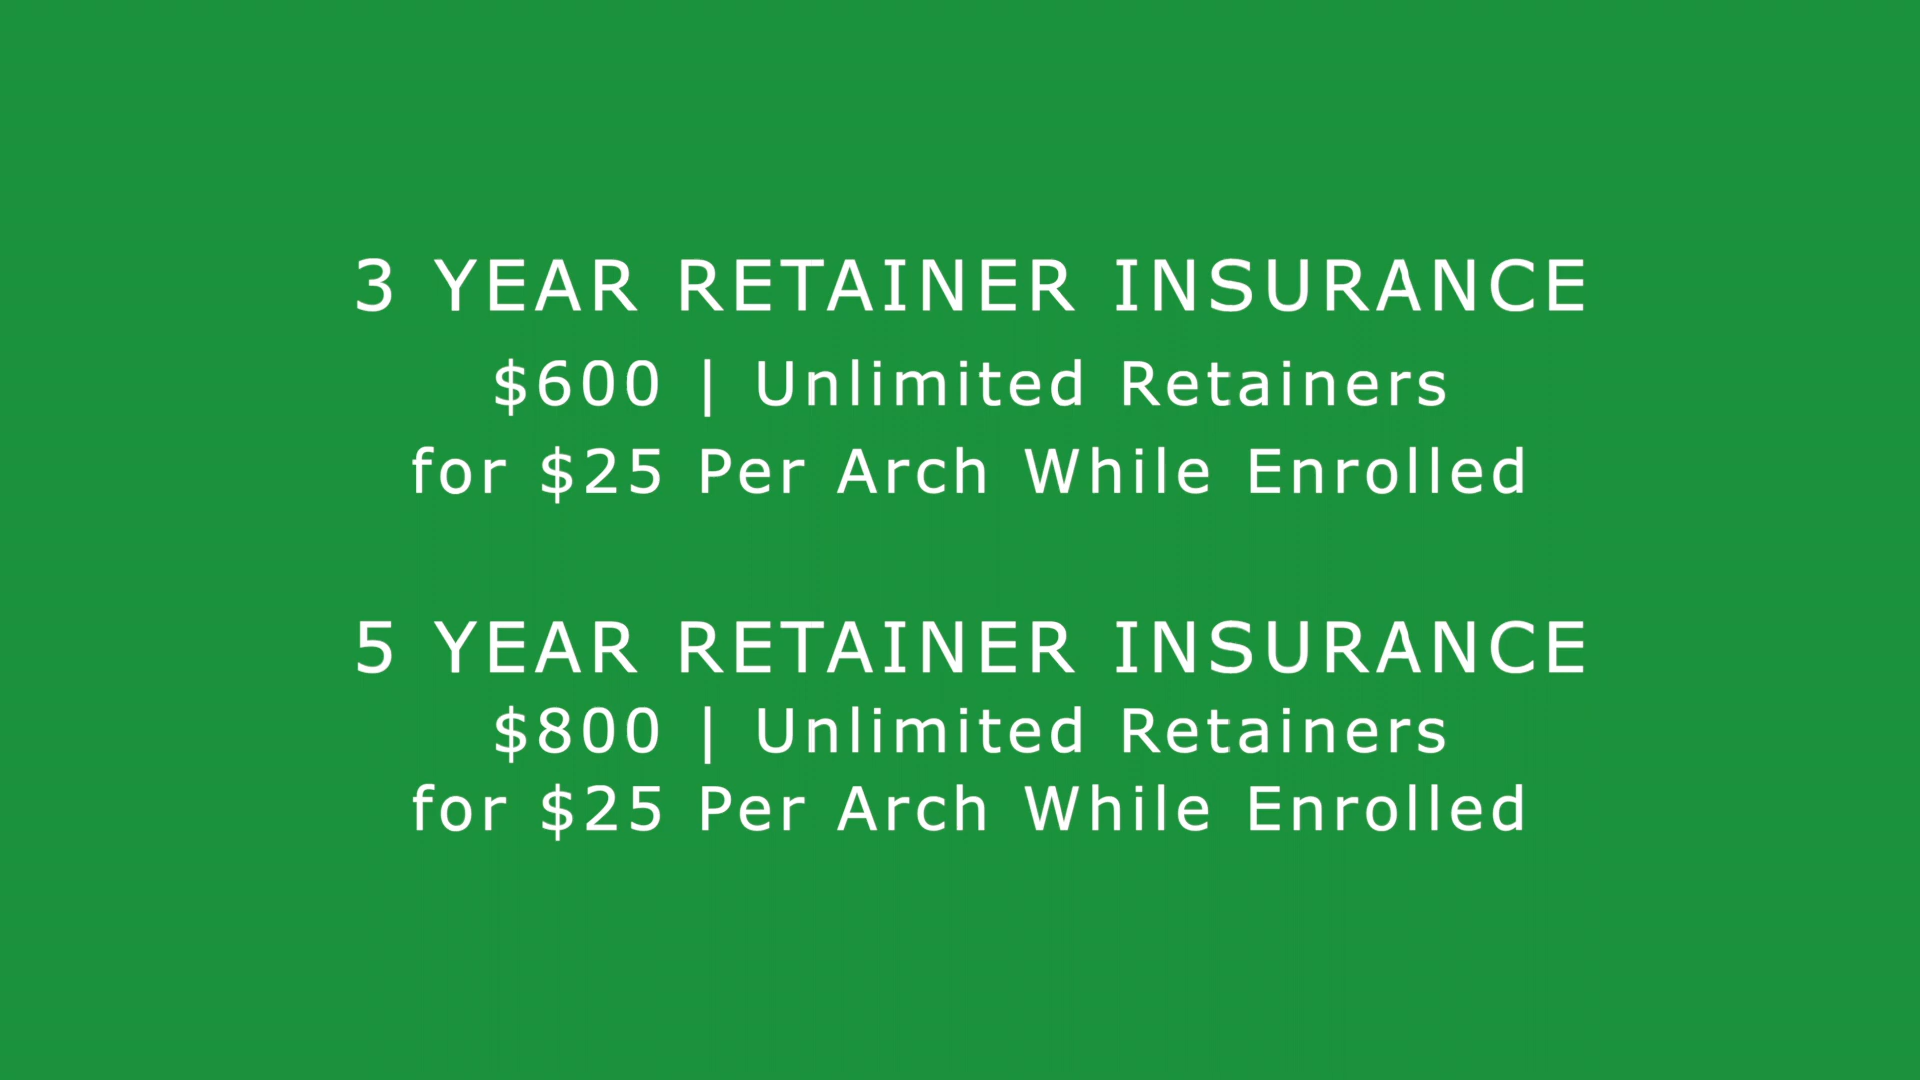 3 YEAR RETAINER INSURANCE
$600 | Unlimited Retainers
for $25 Per Arch While Enrolled
5 YEAR RETAINER INSURANCE
$800 | Unlimited Retainers
for $25 Per Arch While Enrolled